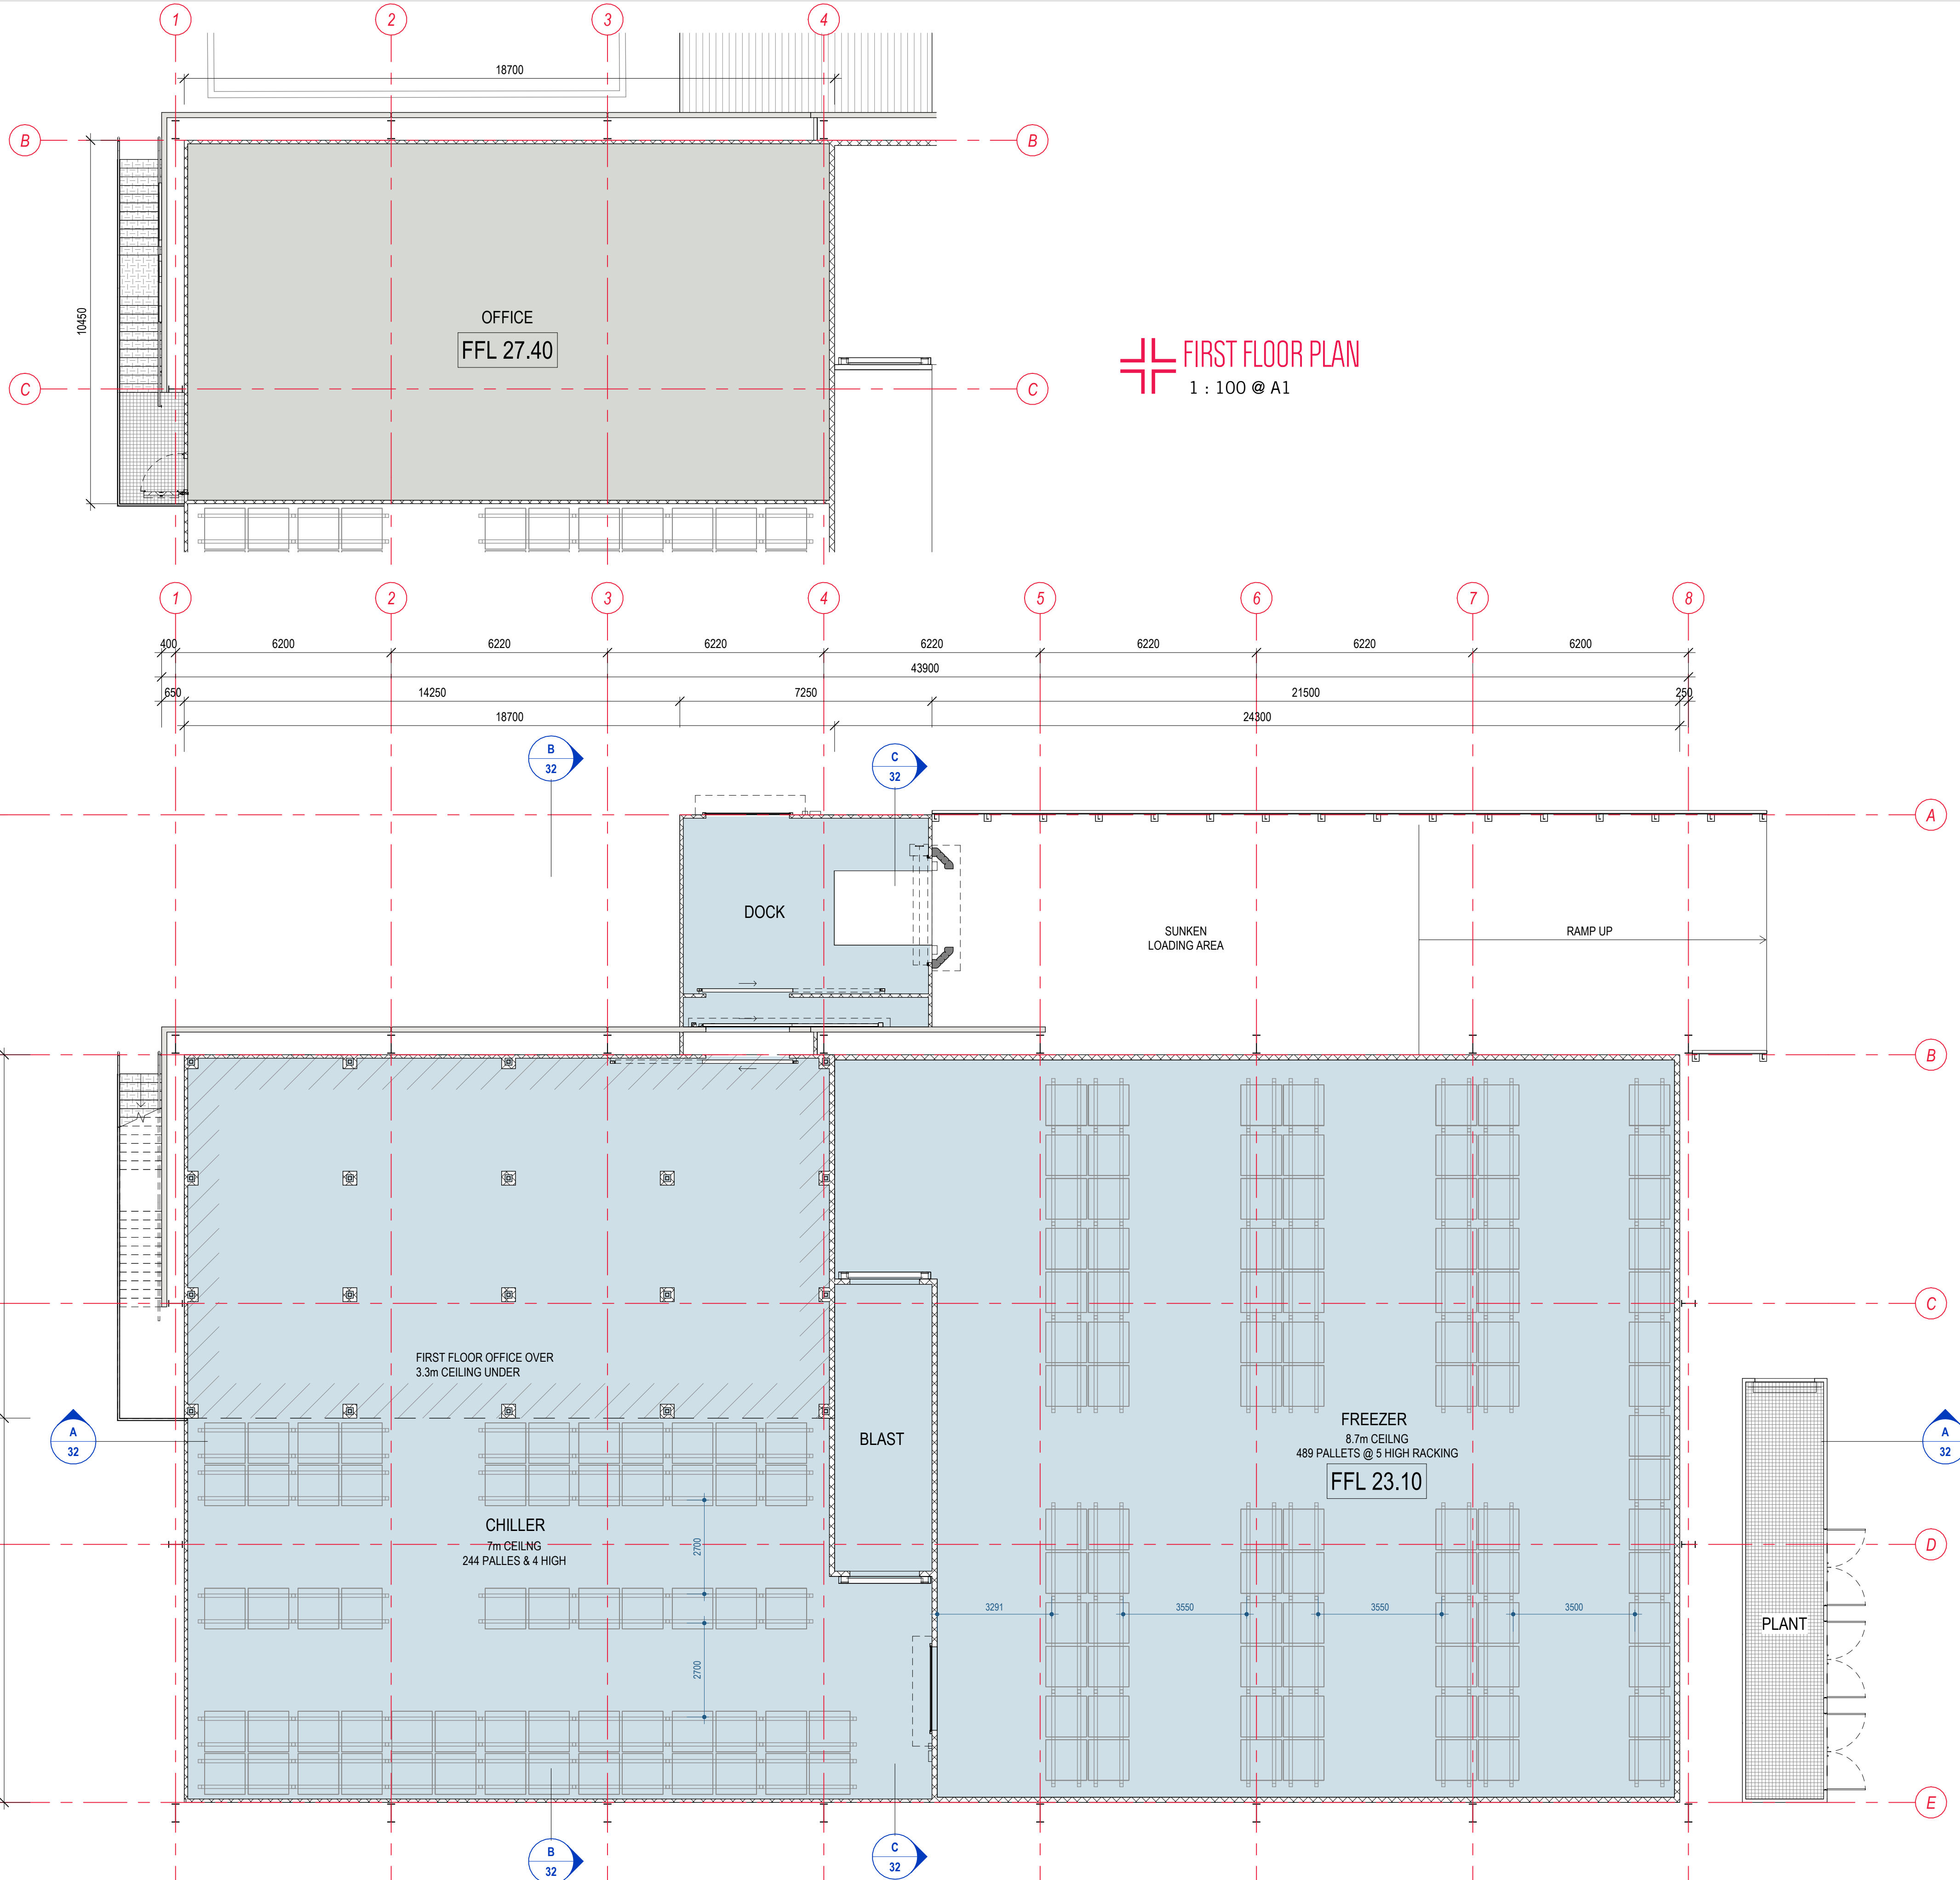 1 2 3 4
18700
B B
10450
OFFICE
FFL 27.40
FIRST FLOOR PLAN
1 : 100 @ A1
C C
1 2 3 4 5 6 7 8
400 6200 6220 6220 6220 6220 6220 6200
43900
650 14250 7250 21500 250
18700 24300
B
32
C
32
A
DOCK
SUNKEN
LOADING AREA
RAMP UP
B
C
FIRST FLOOR OFFICE OVER
3.3m CEILING UNDER
A
32
BLAST
FREEZER
8.7m CEILNG
489 PALLETS @ 5 HIGH RACKING
FFL 23.10
A
32
CHILLER
7m CEILNG
244 PALLES & 4 HIGH
2700
D
3291 3550 3550 3500
PLANT
2700
E
B
32
C
32